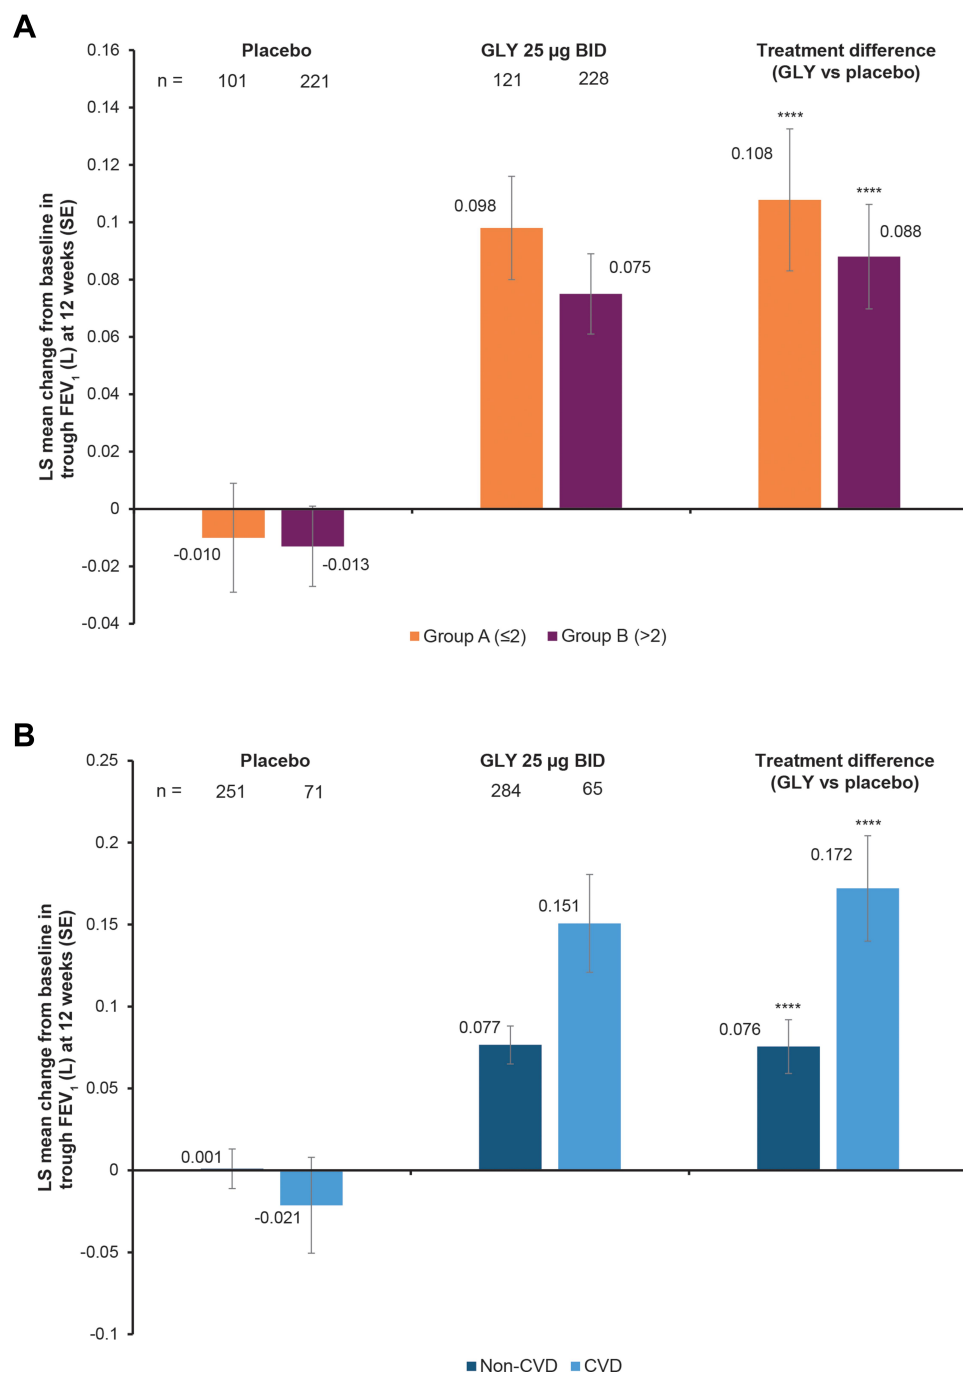 A
Placebo GLY 25 µg BID Treatment difference
(GLY vs placebo)
n = 101 221 121 228
0.16
0.14
0.12
0.1
0.08
0.06
0.04
0.02
0
-0.02
-0.04
LS mean change from baseline in
trough FEV1 (L) at 12 weeks (SE)
-0.010
-0.013
0.098
0.075
****
0.108
****
0.088
Group A (≤2) Group B (>2)
B
Placebo GLY 25 µg BID Treatment difference
(GLY vs placebo)
n = 251 71 284 65
0.25
0.2
0.15
0.1
0.05
0
-0.05
-0.1
LS mean change from baseline in
trough FEV1 (L) at 12 weeks (SE)
0.001
-0.021
0.077
0.151
****
0.076
****
0.172
Non-CVD CVD